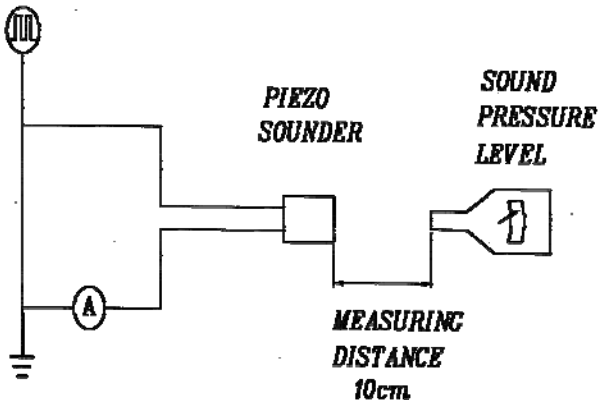 PIEZO
SOUNDER
SOUND
PRESSURE
LEVEL
A
MEASURING
DISTANCE
10cm